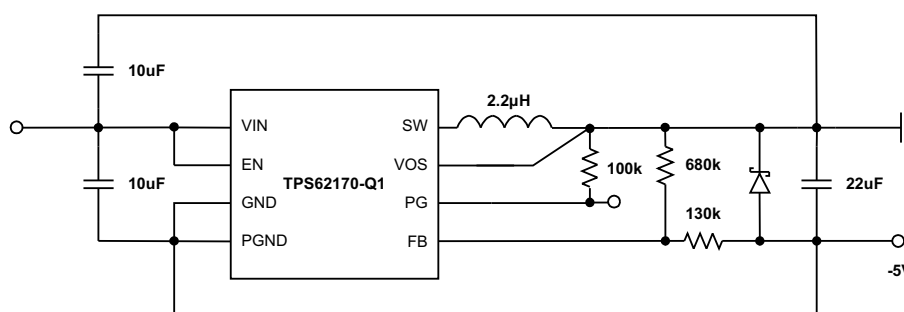 10uF
2.2µH
VIN
SW
EN
VOS
10uF
TPS62170-Q1
100k
680k
22uF
GND
PG
130k
PGND
FB
-5V